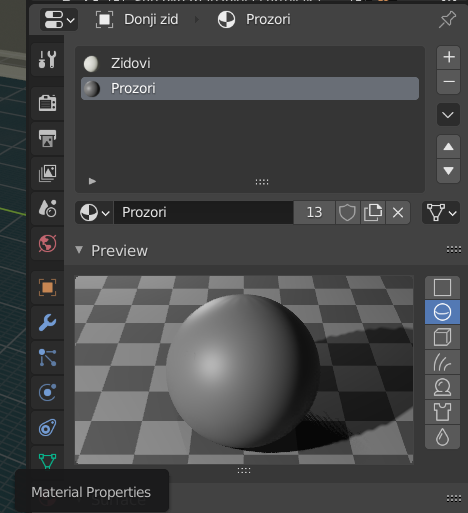 Donji zid > Prozori
Zidovi
Prozori
Prozori 13
Preview
Material Properties